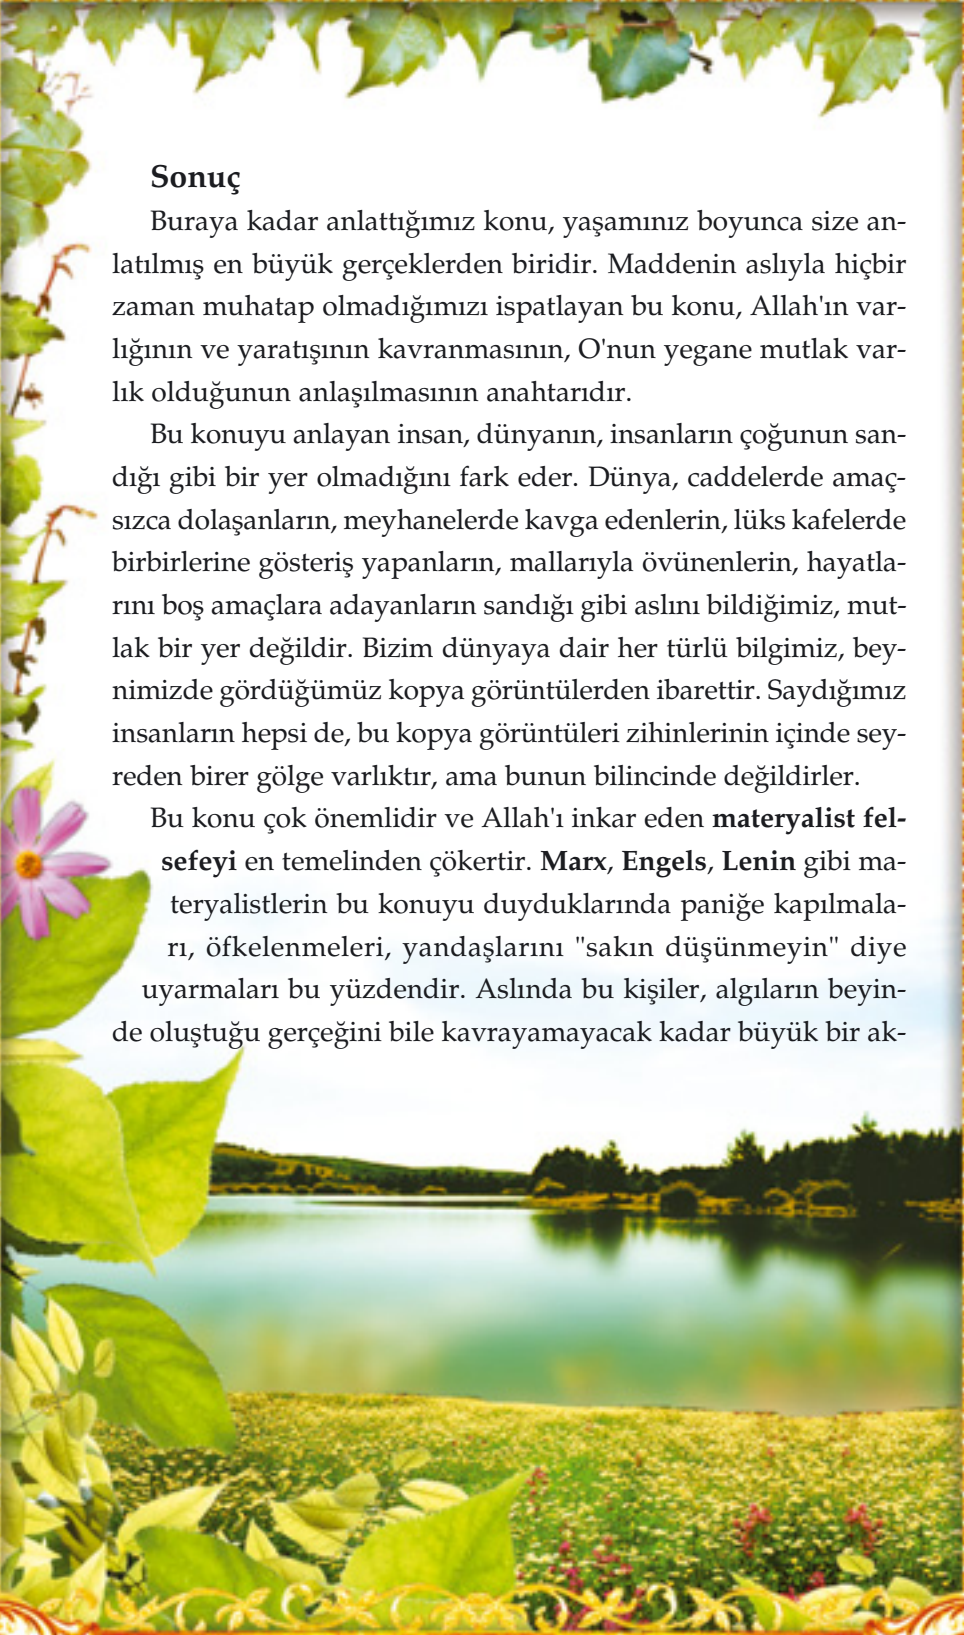 Sonuç
Buraya kadar anlattığımız konu, yaşamınız boyunca size an-
latılmış en büyük gerçeklerden biridir. Maddenin aslıyla hiçbir
zaman muhatap olmadığımızı ispatlayan bu konu, Allah'ın var-
lığının ve yaratışının kavranmasının, O'nun yegane mutlak var-
lık olduğunun anlaşılmasının anahtarıdır.
Bu konuyu anlayan insan, dünyanın, insanların çoğunun san-
dığı gibi bir yer olmadığını fark eder. Dünya, caddelerde amaç-
sızca dolaşanların, meyhanelerde kavga edenlerin, lüks kafelerde
birbirlerine gösteriş yapanların, mallarıyla övünenlerin, hayatla-
rını boş amaçlara adayanların sandığı gibi aslını bildiğimiz, mut-
lak bir yer değildir. Bizim dünyaya dair her türlü bilgimiz, bey-
nimizde gördüğümüz kopya görüntülerden ibarettir. Saydığımız
insanların hepsi de, bu kopya görüntüleri zihinlerinin içinde sey-
reden birer gölge varlıktır, ama bunun bilincinde değildirler.
Bu konu çok önemlidir ve Allah'ı inkar eden materyalist fel-
sefeyi en temelinden çökertir. Marx, Engels, Lenin gibi ma-
teryalistlerin bu konuyu duyduklarında paniğe kapılmala-
rı, öfkelenmeleri, yandaşlarını "sakın düşünmeyin" diye
uyarmaları bu yüzdendir. Aslında bu kişiler, algıların beyin-
de oluştuğu gerçeğini bile kavrayamayacak kadar büyük bir ak-